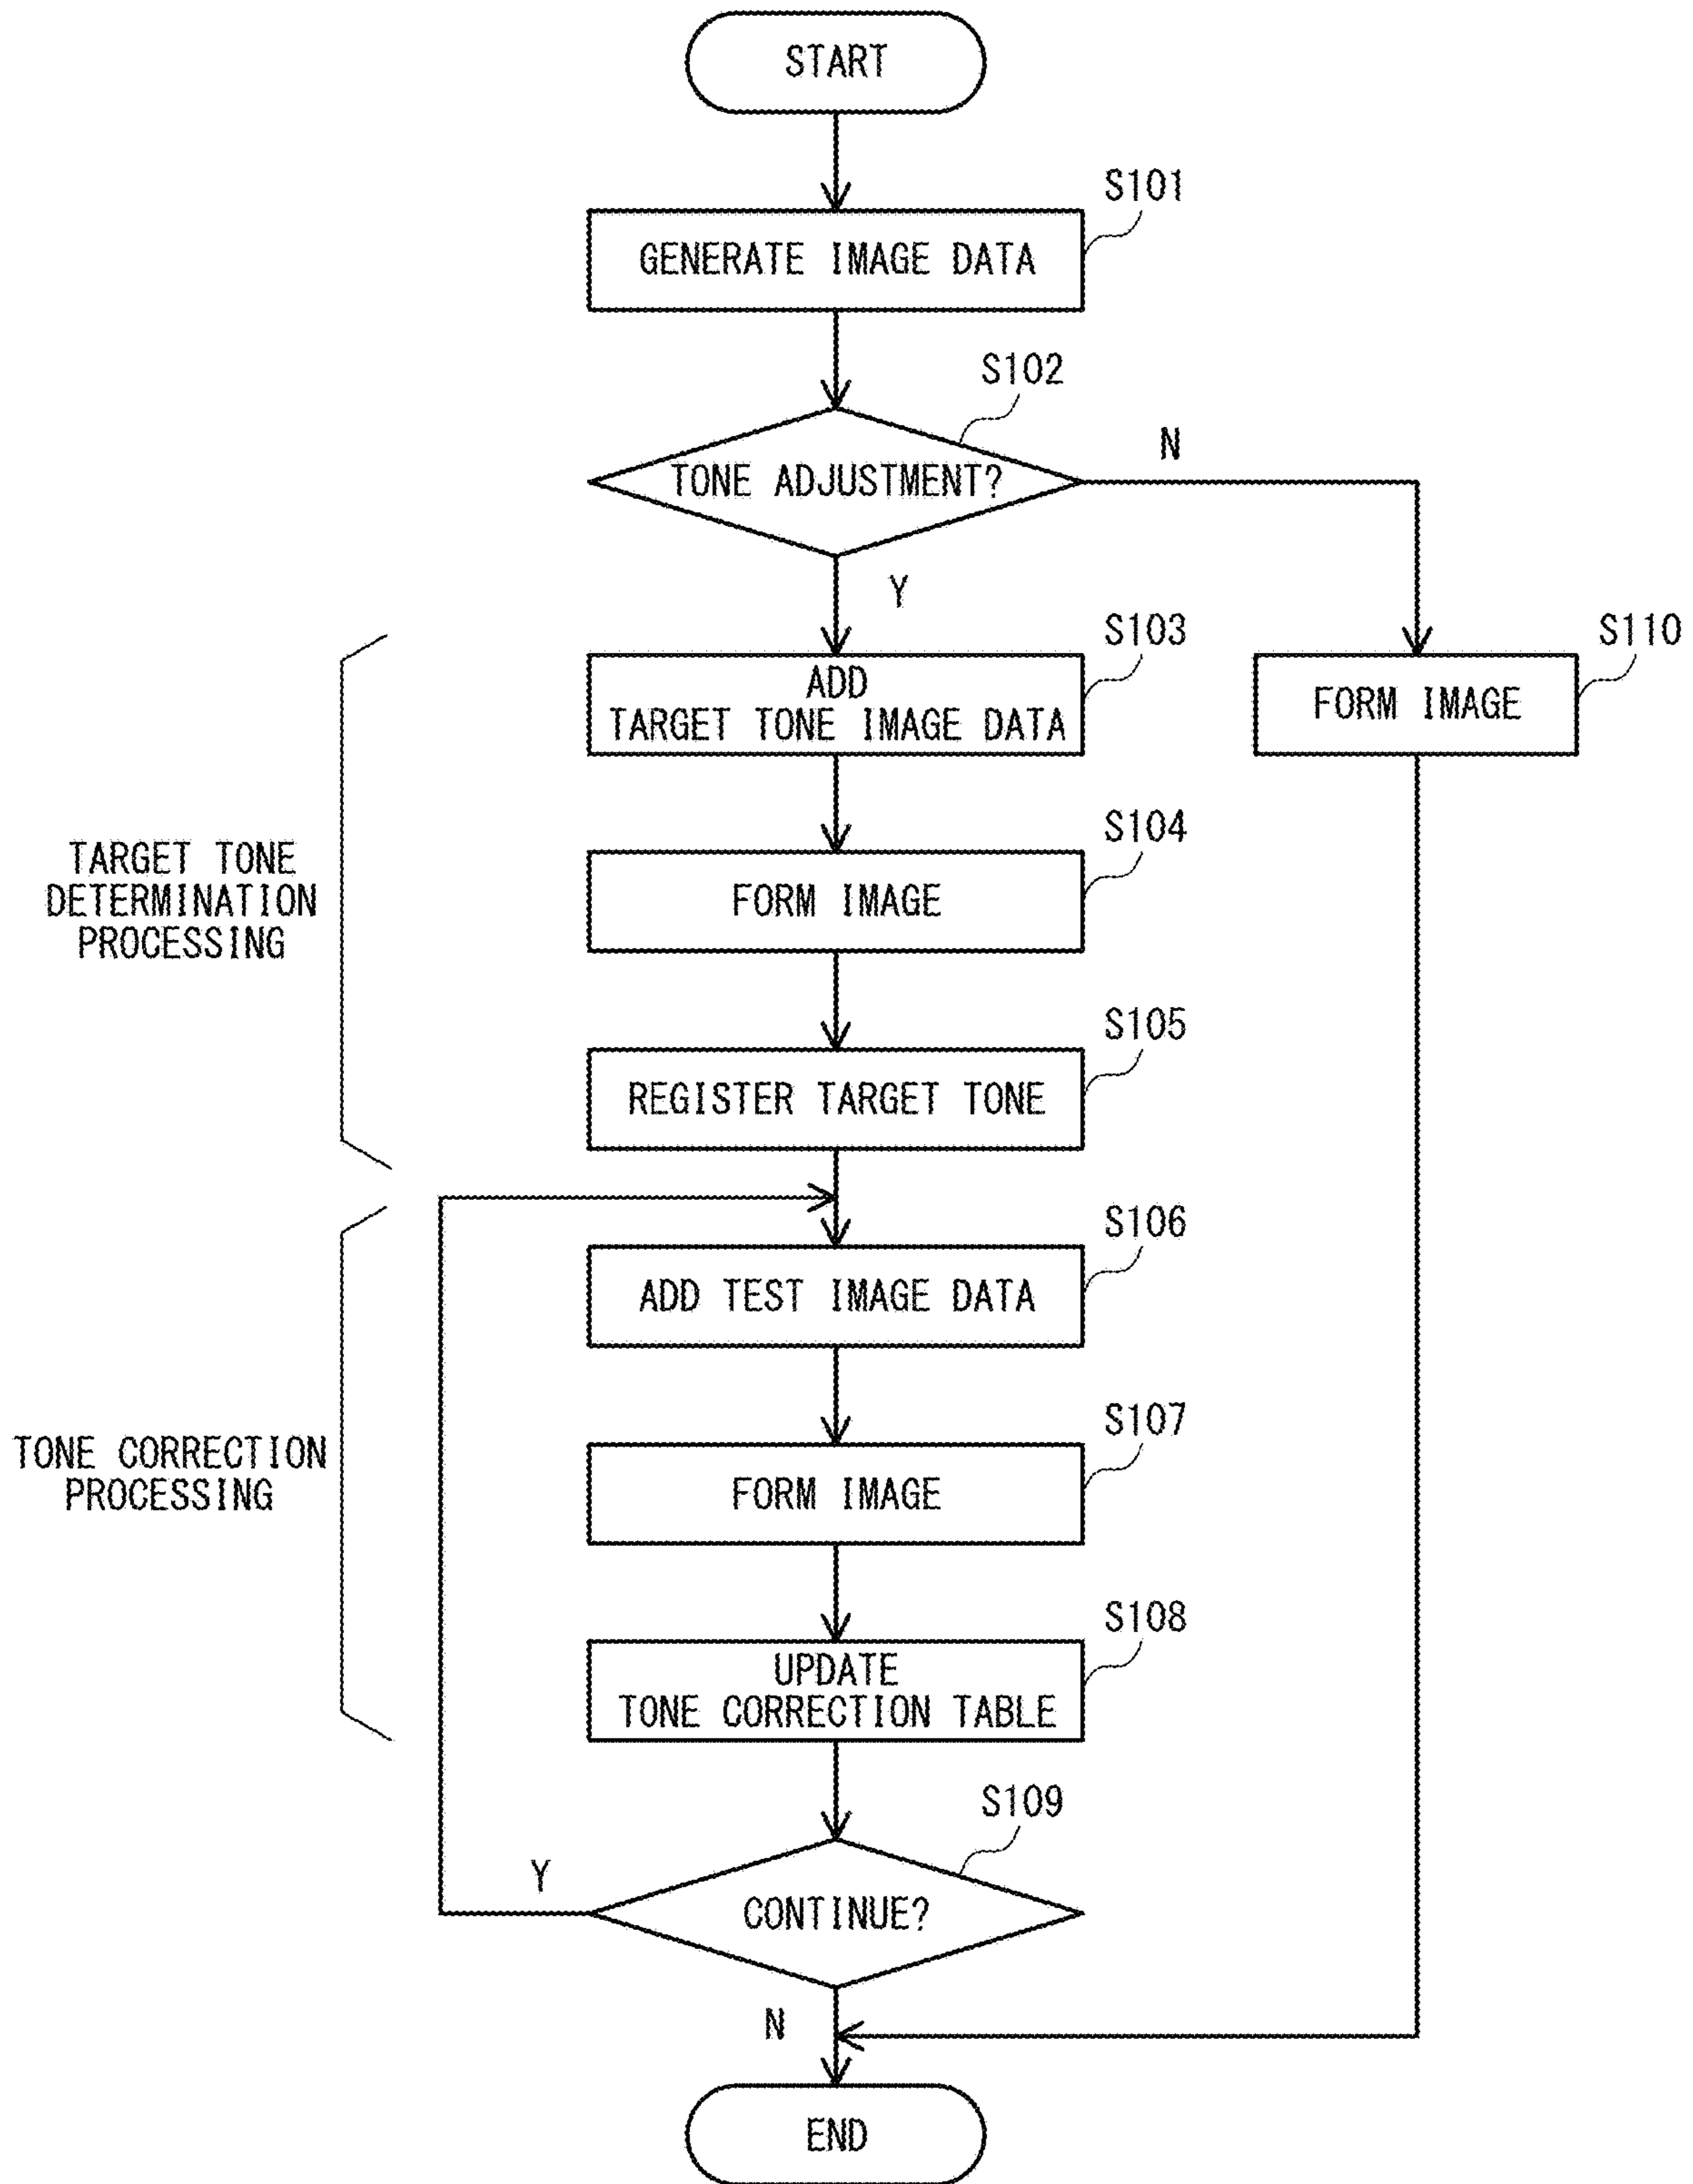 START
S101
GENERATE IMAGE DATA
S102
TONE ADJUSTMENT?
N
Y
S103
ADD
TARGET TONE IMAGE DATA
S110
FORM IMAGE
S104
FORM IMAGE
TARGET TONE
DETERMINATION
PROCESSING
S105
REGISTER TARGET TONE
S106
ADD TEST IMAGE DATA
S107
FORM IMAGE
TONE CORRECTION
PROCESSING
S108
UPDATE
TONE CORRECTION TABLE
S109
Y
CONTINUE?
N
END